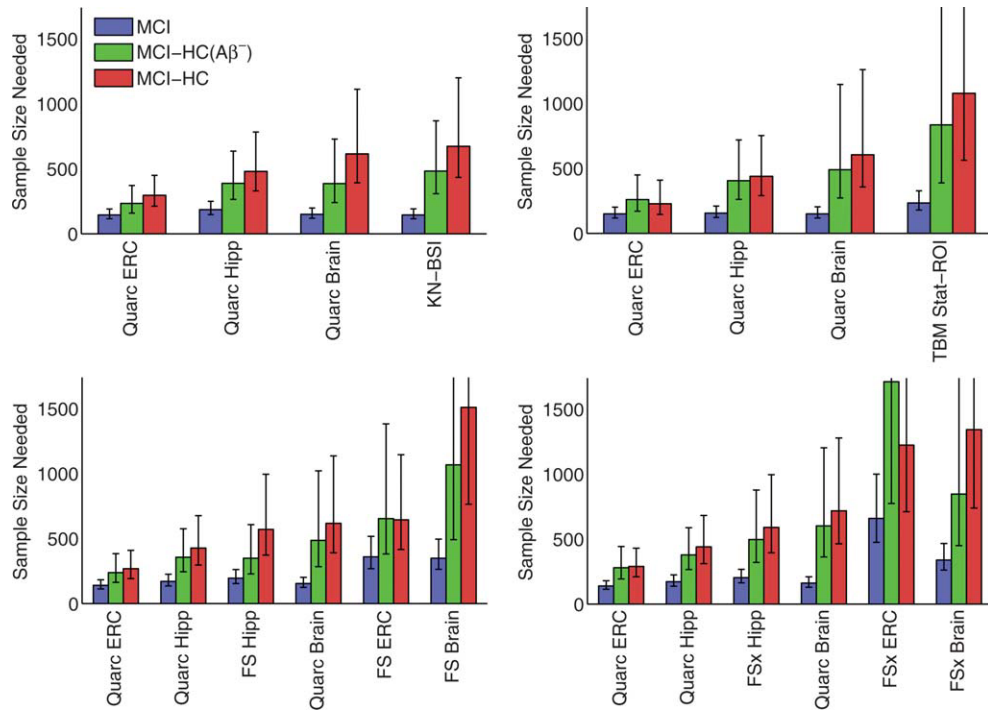 MCI
MCI−HC(Aβ⁻)
MCI−HC
Sample Size Needed
1500
1000
500
0
Quarc ERC
Quarc Hipp
Quarc Brain
KN−BSI
Sample Size Needed
1500
1000
500
0
Quarc ERC
Quarc Hipp
Quarc Brain
TBM Stat−ROI
Sample Size Needed
1500
1000
500
0
Quarc ERC
Quarc Hipp
FS Hipp
Quarc Brain
FS ERC
FS Brain
Sample Size Needed
1500
1000
500
0
Quarc ERC
Quarc Hipp
FSx Hipp
Quarc Brain
FSx ERC
FSx Brain